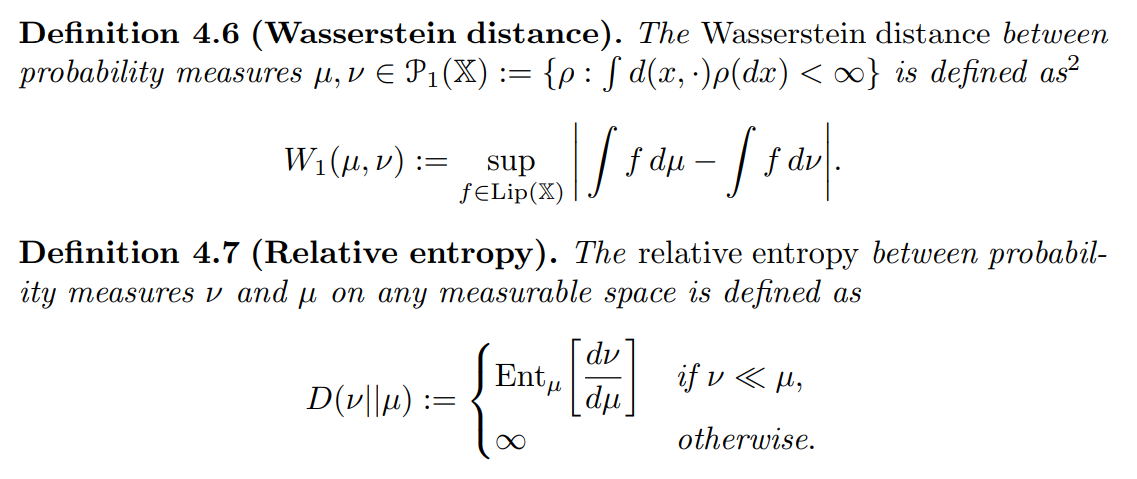 Definition 4.6 (Wasserstein distance). The Wasserstein distance between
probability measures μ, ν ∈ 𝒫₁(𝕏) := {ρ : ∫ d(x, ·)ρ(dx) < ∞} is defined as²
W₁(μ, ν) := sup_{f∈Lip(𝕏)} | ∫ f dμ − ∫ f dν |.
Definition 4.7 (Relative entropy). The relative entropy between probabil-
ity measures ν and μ on any measurable space is defined as
D(ν||μ) := { Ent_μ [dν/dμ] if ν ≪ μ,
∞ otherwise.